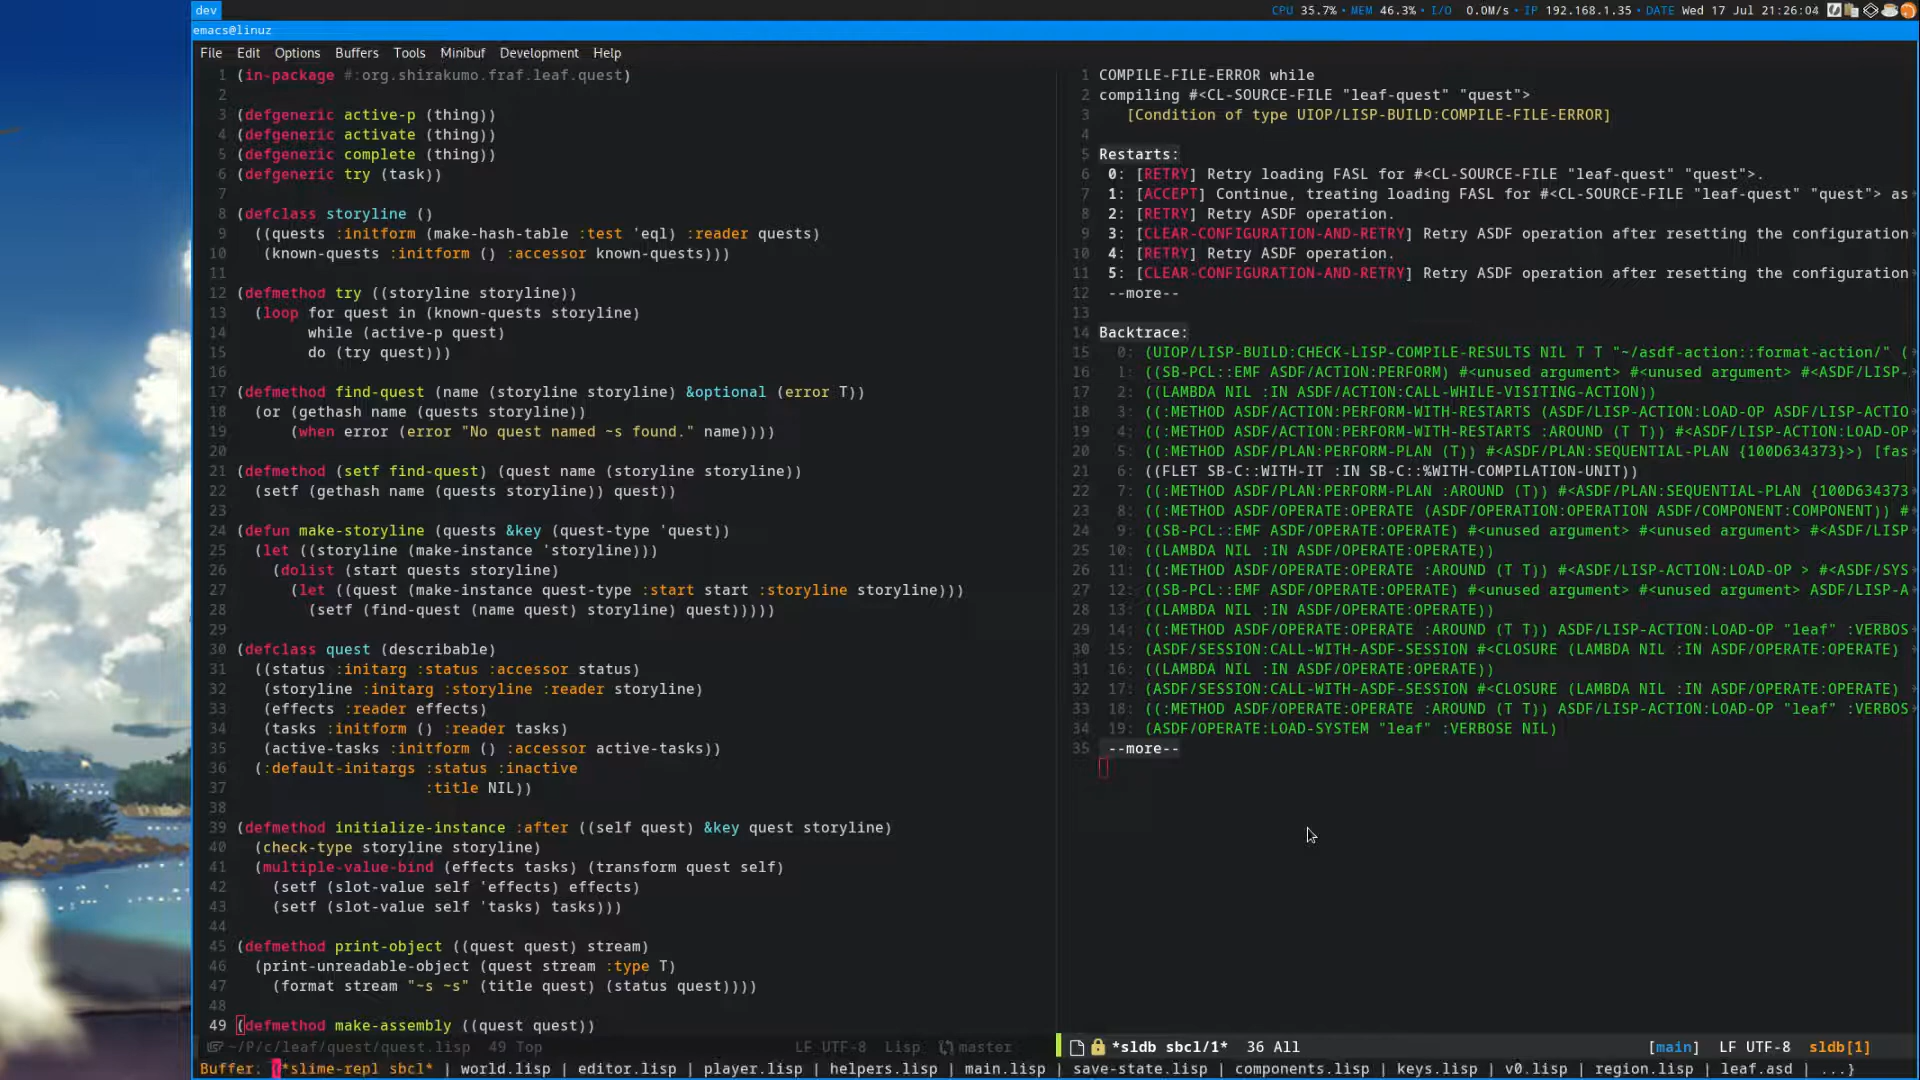 dev
CPU 35.7% • MEM 46.3% • I/O 0.0M/s • IP 192.168.1.35 • DATE Wed 17 Jul 21:26:04
emacs@linuz
File Edit Options Buffers Tools Minibuf Development Help
1 (in-package #:org.shirakumo.fraf.leaf.quest)
2
3 (defgeneric active-p (thing))
4 (defgeneric activate (thing))
5 (defgeneric complete (thing))
6 (defgeneric try (task))
7
8 (defclass storyline ()
9 ((quests :initform (make-hash-table :test 'eql) :reader quests)
10 (known-quests :initform () :accessor known-quests)))
11
12 (defmethod try ((storyline storyline))
13 (loop for quest in (known-quests storyline)
14 while (active-p quest)
15 do (try quest)))
16
17 (defmethod find-quest (name (storyline storyline) &optional (error T))
18 (or (gethash name (quests storyline))
19 (when error (error "No quest named ~s found." name))))
20
21 (defmethod (setf find-quest) (quest name (storyline storyline))
22 (setf (gethash name (quests storyline)) quest))
23
24 (defun make-storyline (quests &key (quest-type 'quest))
25 (let ((storyline (make-instance 'storyline)))
26 (dolist (start quests storyline)
27 (let ((quest (make-instance quest-type :start start :storyline storyline)))
28 (setf (find-quest (name quest) storyline) quest)))))
29
30 (defclass quest (describable)
31 ((status :initarg :status :accessor status)
32 (storyline :initarg :storyline :reader storyline)
33 (effects :reader effects)
34 (tasks :initform () :reader tasks)
35 (active-tasks :initform () :accessor active-tasks))
36 (:default-initargs :status :inactive
37 :title NIL))
38
39 (defmethod initialize-instance :after ((self quest) &key quest storyline)
40 (check-type storyline storyline)
41 (multiple-value-bind (effects tasks) (transform quest self)
42 (setf (slot-value self 'effects) effects)
43 (setf (slot-value self 'tasks) tasks)))
44
45 (defmethod print-object ((quest quest) stream)
46 (print-unreadable-object (quest stream :type T)
47 (format stream "~s ~s" (title quest) (status quest))))
48
49 (defmethod make-assembly ((quest quest))
~/P/c/leaf/quest/quest.lisp 49 Top LF UTF-8 Lisp master
1 COMPILE-FILE-ERROR while
2 compiling #<CL-SOURCE-FILE "leaf-quest" "quest">
3 [Condition of type UIOP/LISP-BUILD:COMPILE-FILE-ERROR]
4
5 Restarts:
6 0: [RETRY] Retry loading FASL for #<CL-SOURCE-FILE "leaf-quest" "quest">.
7 1: [ACCEPT] Continue, treating loading FASL for #<CL-SOURCE-FILE "leaf-quest" "quest"> as
8 2: [RETRY] Retry ASDF operation.
9 3: [CLEAR-CONFIGURATION-AND-RETRY] Retry ASDF operation after resetting the configuration
10 4: [RETRY] Retry ASDF operation.
11 5: [CLEAR-CONFIGURATION-AND-RETRY] Retry ASDF operation after resetting the configuration
12 --more--
13
14 Backtrace:
15 0: (UIOP/LISP-BUILD:CHECK-LISP-COMPILE-RESULTS NIL T T "~/asdf-action::format-action/" (
16 1: ((SB-PCL::EMF ASDF/ACTION:PERFORM) #<unused argument> #<unused argument> #<ASDF/LISP-
17 2: ((LAMBDA NIL :IN ASDF/ACTION:CALL-WHILE-VISITING-ACTION))
18 3: ((:METHOD ASDF/ACTION:PERFORM-WITH-RESTARTS (ASDF/LISP-ACTION:LOAD-OP ASDF/LISP-ACTIO
19 4: ((:METHOD ASDF/ACTION:PERFORM-WITH-RESTARTS :AROUND (T T)) #<ASDF/LISP-ACTION:LOAD-OP
20 5: ((:METHOD ASDF/PLAN:PERFORM-PLAN (T)) #<ASDF/PLAN:SEQUENTIAL-PLAN {100D634373}>) [fas
21 6: ((FLET SB-C::WITH-IT :IN SB-C::%WITH-COMPILATION-UNIT))
22 7: ((:METHOD ASDF/PLAN:PERFORM-PLAN :AROUND (T)) #<ASDF/PLAN:SEQUENTIAL-PLAN {100D634373
23 8: ((:METHOD ASDF/OPERATE:OPERATE (ASDF/OPERATION:OPERATION ASDF/COMPONENT:COMPONENT)) #
24 9: ((SB-PCL::EMF ASDF/OPERATE:OPERATE) #<unused argument> #<unused argument> #<ASDF/LISP
25 10: ((LAMBDA NIL :IN ASDF/OPERATE:OPERATE))
26 11: ((:METHOD ASDF/OPERATE:OPERATE :AROUND (T T)) #<ASDF/LISP-ACTION:LOAD-OP > #<ASDF/SYS
27 12: ((SB-PCL::EMF ASDF/OPERATE:OPERATE) #<unused argument> #<unused argument> ASDF/LISP-A
28 13: ((LAMBDA NIL :IN ASDF/OPERATE:OPERATE))
29 14: ((:METHOD ASDF/OPERATE:OPERATE :AROUND (T T)) ASDF/LISP-ACTION:LOAD-OP "leaf" :VERBOS
30 15: (ASDF/SESSION:CALL-WITH-ASDF-SESSION #<CLOSURE (LAMBDA NIL :IN ASDF/OPERATE:OPERATE)
31 16: ((LAMBDA NIL :IN ASDF/OPERATE:OPERATE))
32 17: (ASDF/SESSION:CALL-WITH-ASDF-SESSION #<CLOSURE (LAMBDA NIL :IN ASDF/OPERATE:OPERATE)
33 18: ((:METHOD ASDF/OPERATE:OPERATE :AROUND (T T)) ASDF/LISP-ACTION:LOAD-OP "leaf" :VERBOS
34 19: (ASDF/OPERATE:LOAD-SYSTEM "leaf" :VERBOSE NIL)
35 --more--
*sldb sbcl/1* 36 All [main] LF UTF-8 sldb[1]
Buffer: {*slime-repl sbcl* | world.lisp | editor.lisp | player.lisp | helpers.lisp | main.lisp | save-state.lisp | components.lisp | keys.lisp | v0.lisp | region.lisp | leaf.asd | ...}